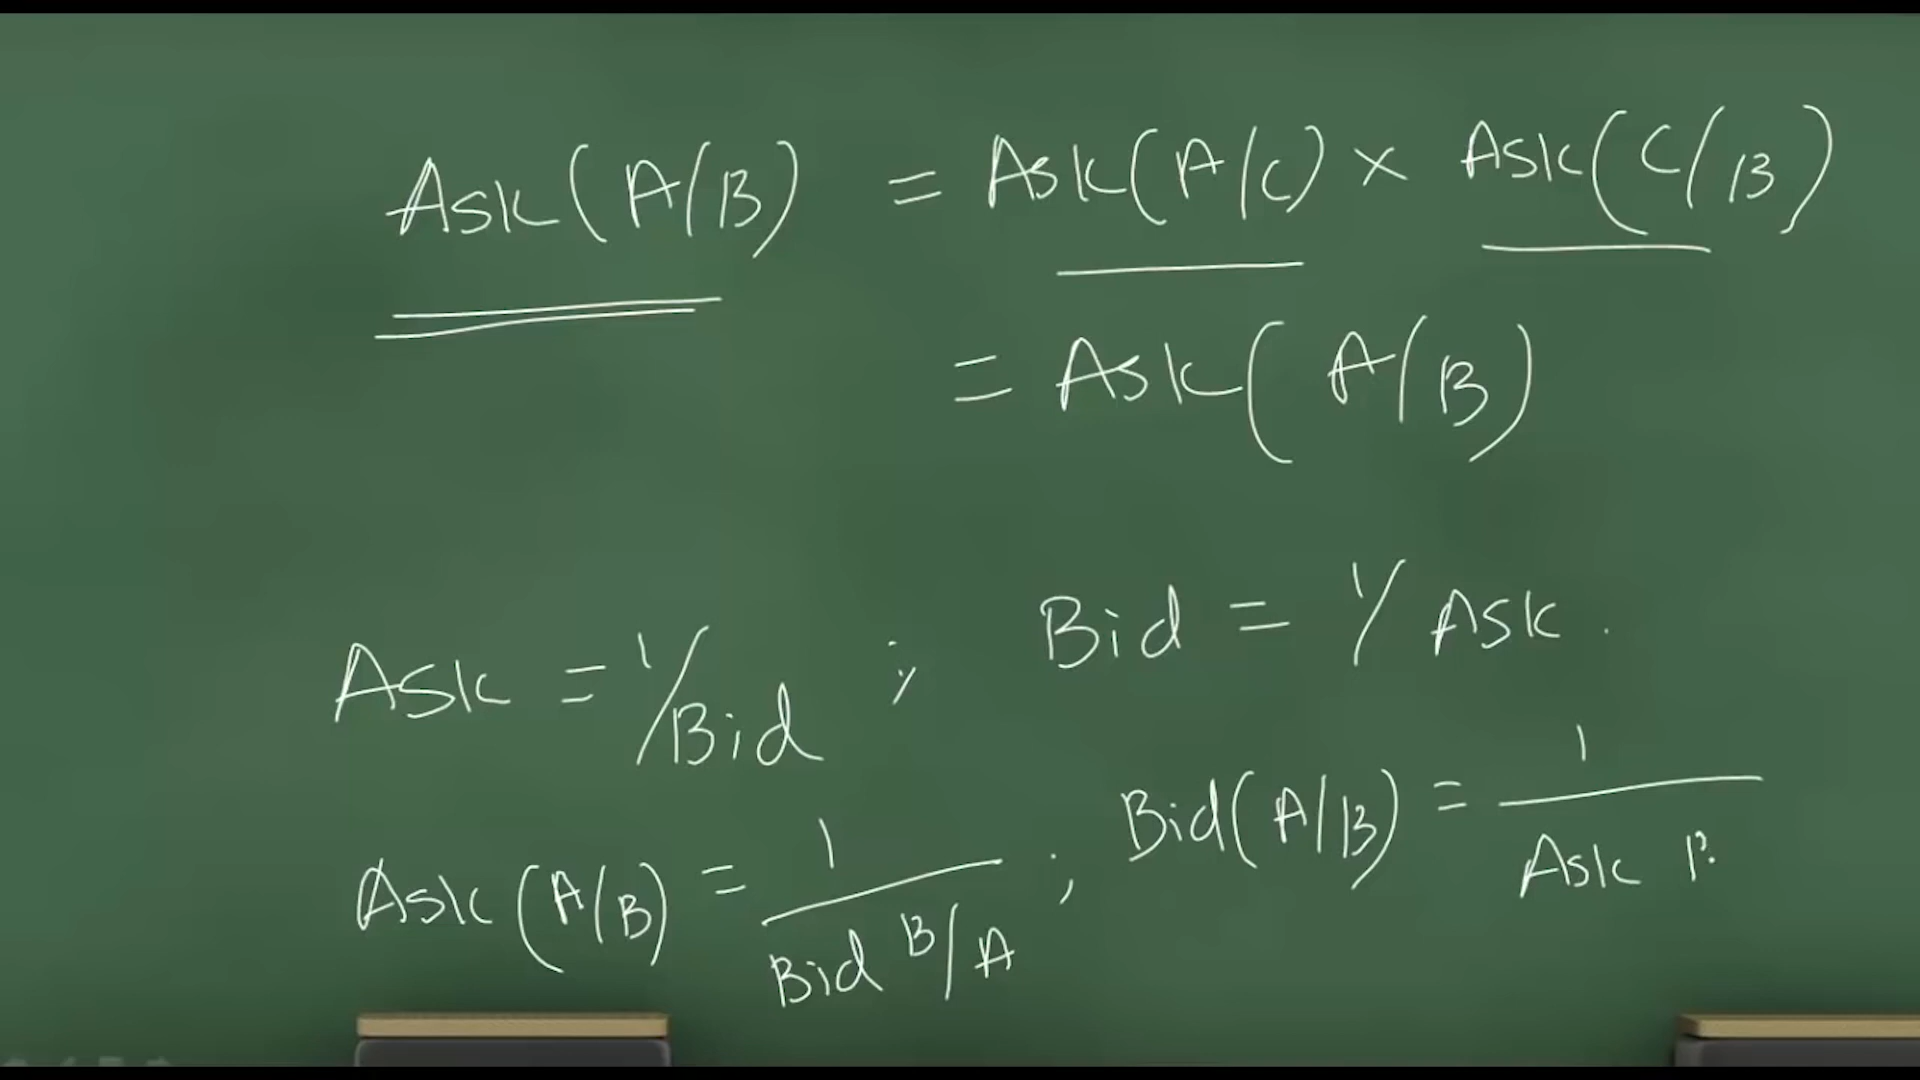 Ask (A/B) = Ask (A/C) × Ask (C/B)
= Ask (A/B)
Ask = 1/Bid ; Bid = 1/Ask.
Ask (A/B) = 1 / Bid B/A ; Bid (A/B) = 1 / Ask